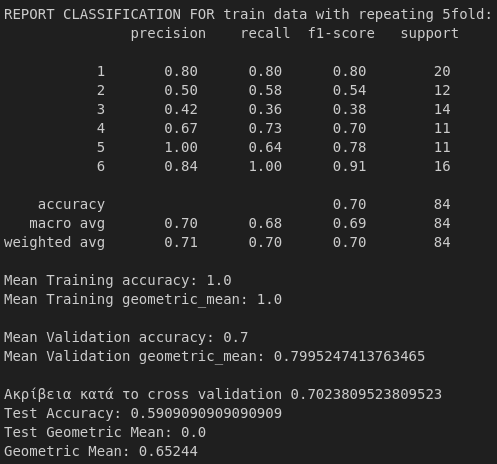 REPORT CLASSIFICATION FOR train data with repeating 5fold:
precision recall f1-score support
1 0.80 0.80 0.80 20
2 0.50 0.58 0.54 12
3 0.42 0.36 0.38 14
4 0.67 0.73 0.70 11
5 1.00 0.64 0.78 11
6 0.84 1.00 0.91 16
accuracy 0.70 84
macro avg 0.70 0.68 0.69 84
weighted avg 0.71 0.70 0.70 84
Mean Training accuracy: 1.0
Mean Training geometric_mean: 1.0
Mean Validation accuracy: 0.7
Mean Validation geometric_mean: 0.7995247413763465
Ακρίβεια κατά το cross validation 0.7023809523809523
Test Accuracy: 0.5909090909090909
Test Geometric Mean: 0.0
Geometric Mean: 0.65244